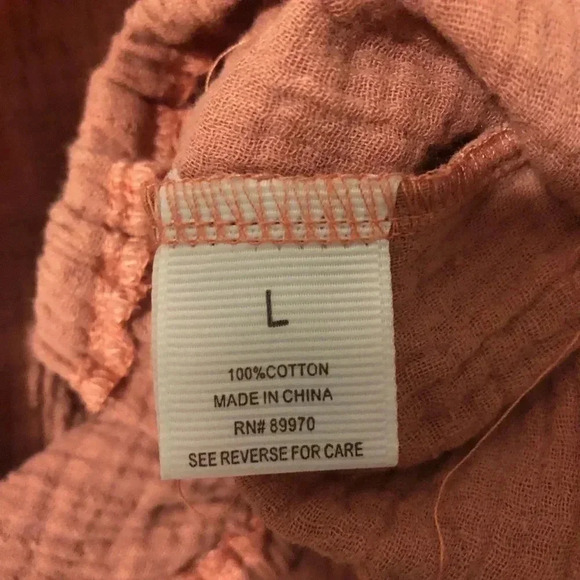 L
100%COTTON
MADE IN CHINA
RN# 89970
SEE REVERSE FOR CARE